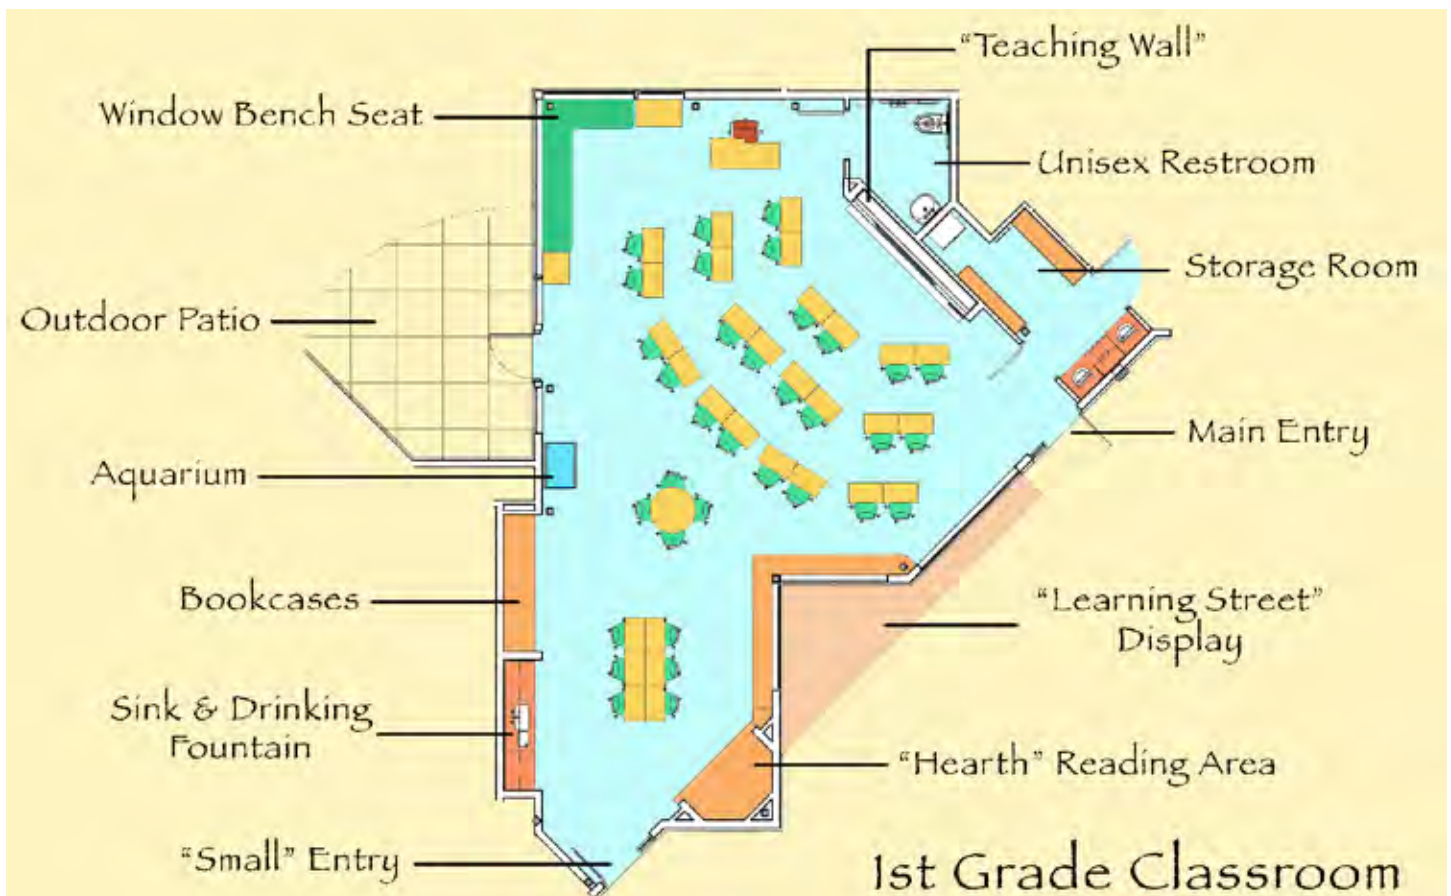 “Teaching Wall”
Window Bench Seat
Unisex Restroom
Storage Room
Outdoor Patio
Main Entry
Aquarium
Bookcases
“Learning Street”
Display
Sink & Drinking
Fountain
“Hearth” Reading Area
“Small” Entry
1st Grade Classroom